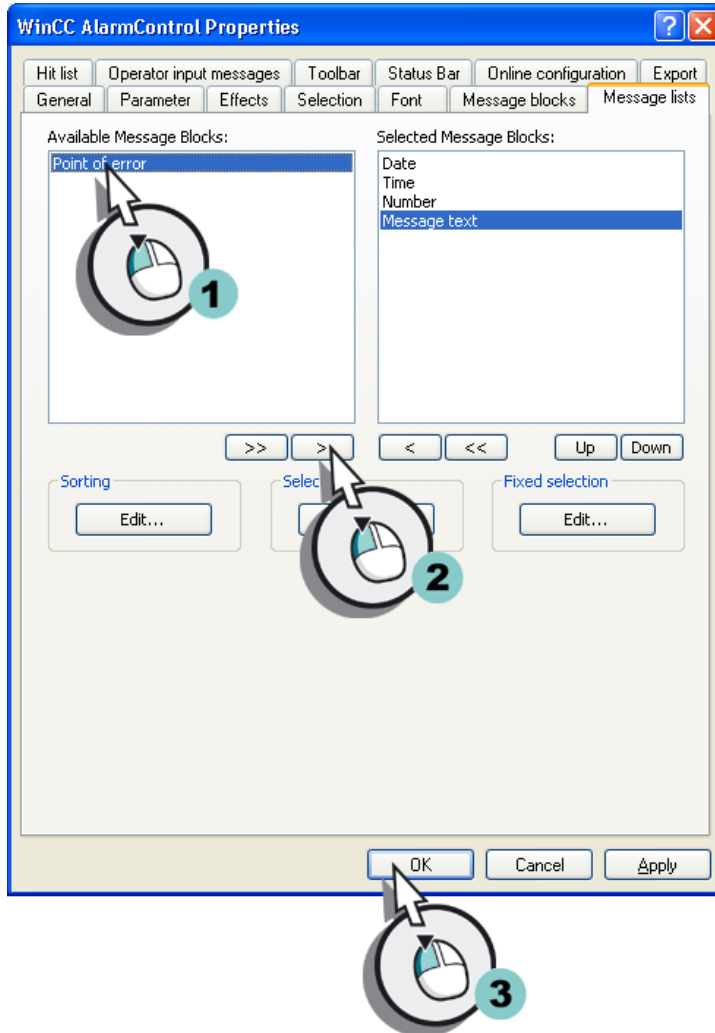 WinCC AlarmControl Properties
Hit list Operator input messages Toolbar Status Bar Online configuration Export
General Parameter Effects Selection Font Message blocks Message lists
Available Message Blocks: Selected Message Blocks:
Point of error Date
Time
Number
Message text
1
>> > < << Up Down
Sorting Fixed selection
Edit... Edit...
2
OK Cancel Apply
3